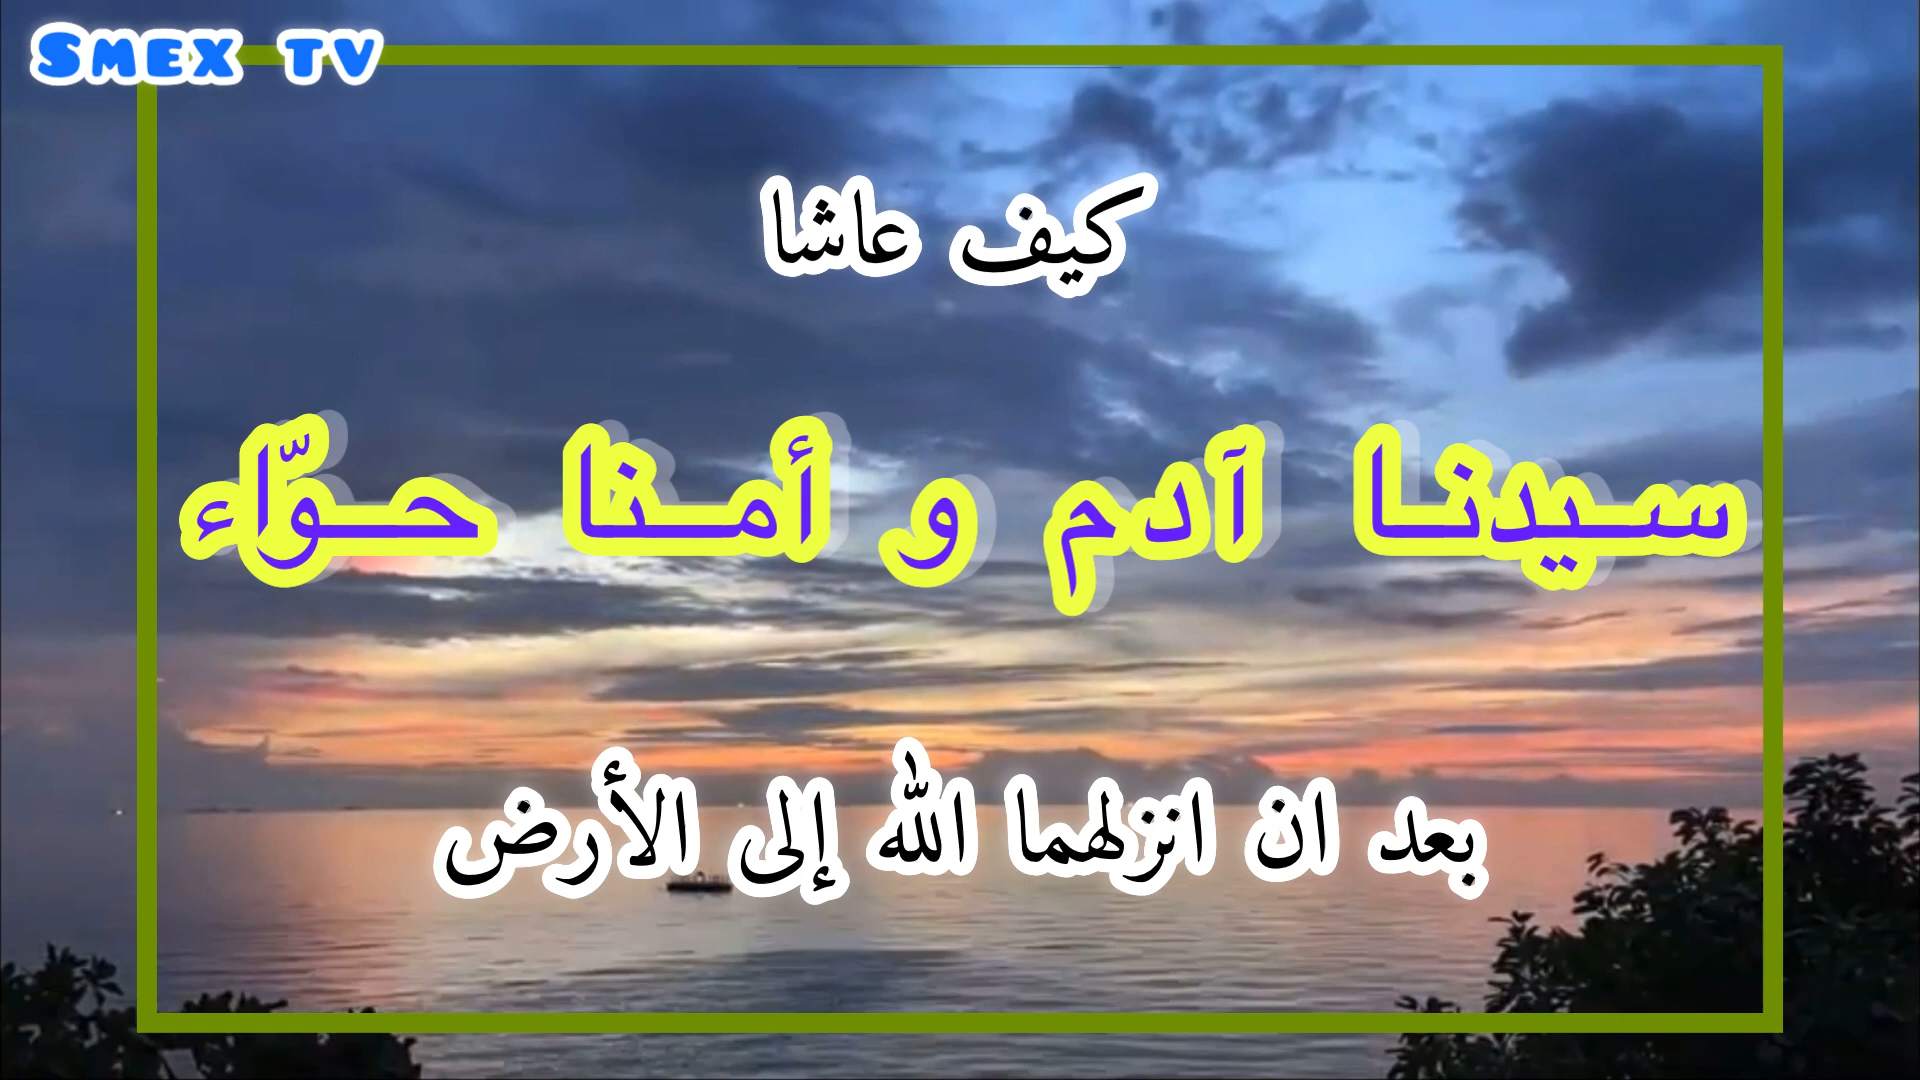 Smex tv
كيف عاشا
سيدنا آدم و أمنا حوّاء
بعد ان انزلهما الله إلى الأرض